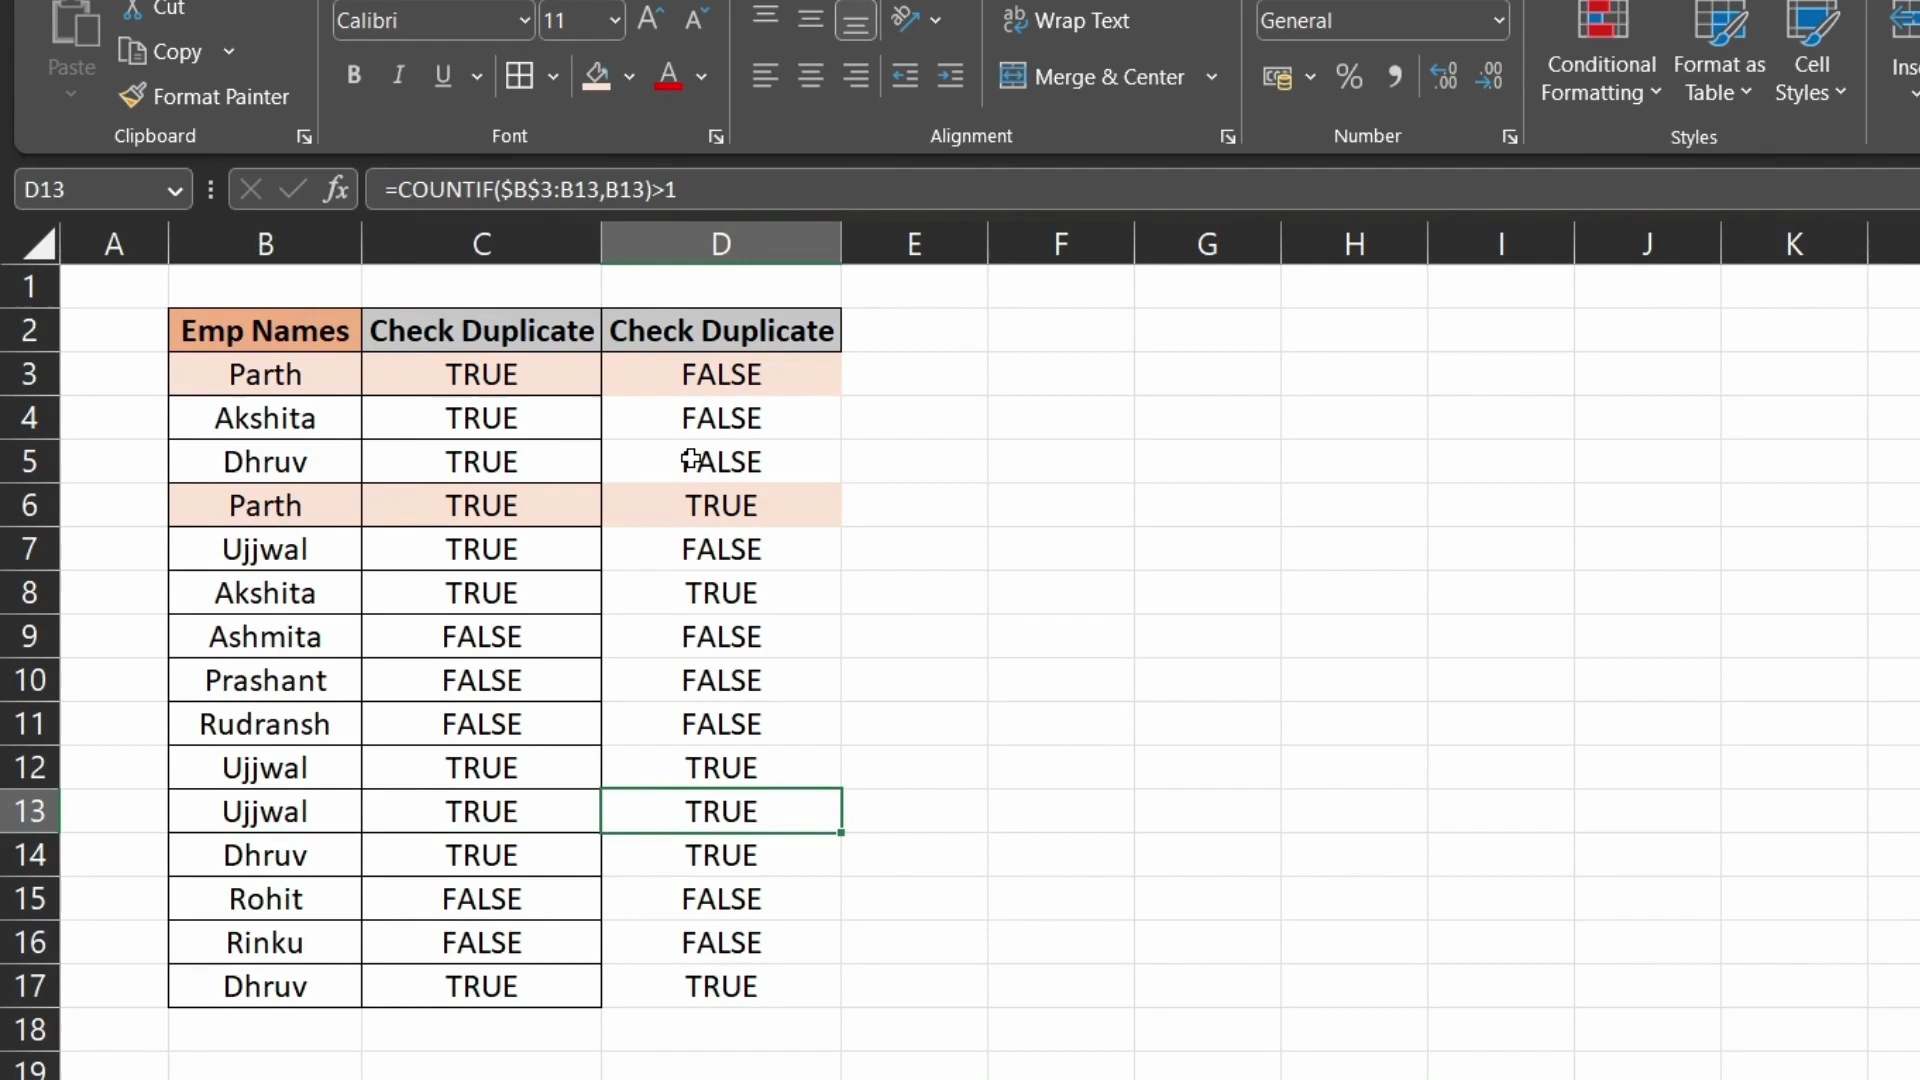 Cut
Paste
Copy
Format Painter
Clipboard
Calibri 11 A A
B I U A
Font
ab Wrap Text
Merge & Center
Alignment
General
% , .00 .00
Number
Conditional Formatting
Format as Table
Cell Styles
Styles
D13 fx =COUNTIF($B$3:B13,B13)>1
A B C D E F G H I J K
1
2 Emp Names Check Duplicate Check Duplicate
3 Parth TRUE FALSE
4 Akshita TRUE FALSE
5 Dhruv TRUE FALSE
6 Parth TRUE TRUE
7 Ujjwal TRUE FALSE
8 Akshita TRUE TRUE
9 Ashmita FALSE FALSE
10 Prashant FALSE FALSE
11 Rudransh FALSE FALSE
12 Ujjwal TRUE TRUE
13 Ujjwal TRUE TRUE
14 Dhruv TRUE TRUE
15 Rohit FALSE FALSE
16 Rinku FALSE FALSE
17 Dhruv TRUE TRUE
18
19